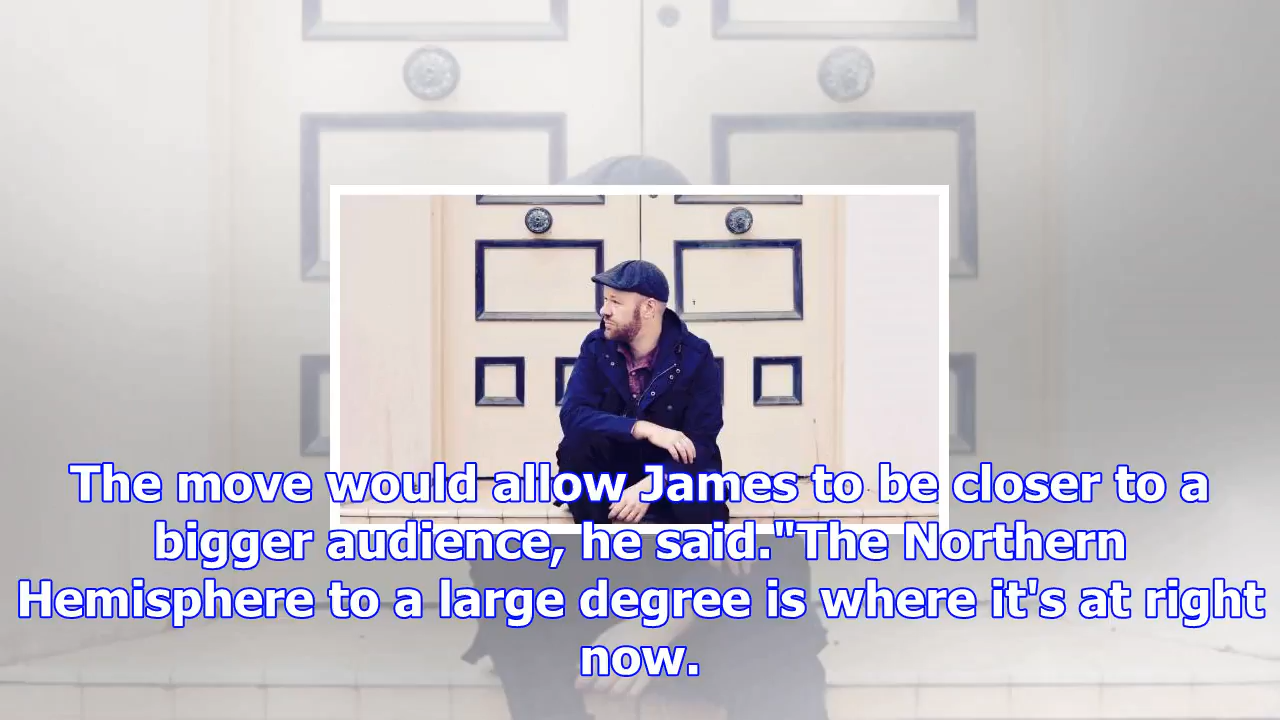 The move would allow James to be closer to a
bigger audience, he said."The Northern
Hemisphere to a large degree is where it's at right
now.